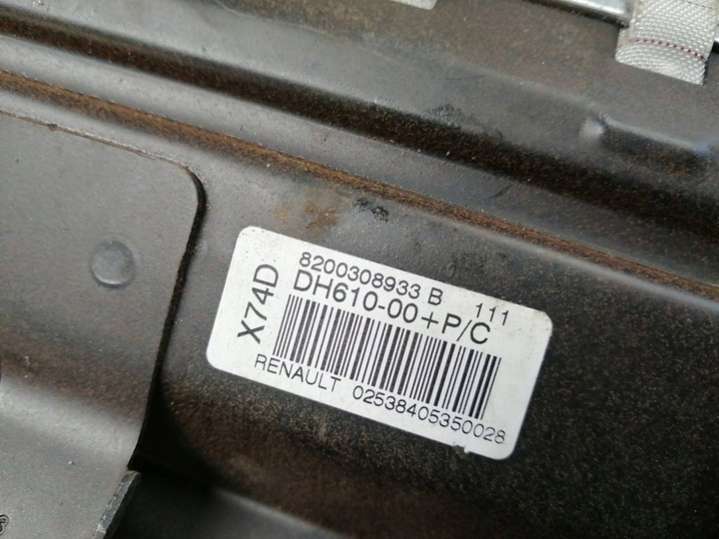 X74D
8200308933 B 111
DH610-00+P/C
RENAULT 02538405350028